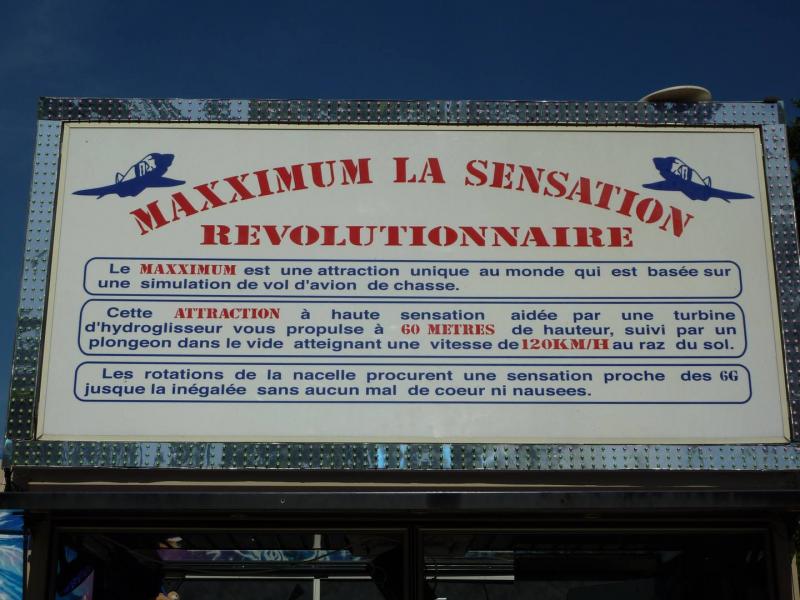 MAXXIMUM LA SENSATION
REVOLUTIONNAIRE
Le MAXXIMUM est une attraction unique au monde qui est basée sur
une simulation de vol d'avion de chasse.
Cette ATTRACTION à haute sensation aidée par une turbine
d'hydroglisseur vous propulse à 60 METRES de hauteur, suivi par un
plongeon dans le vide atteignant une vitesse de 120KM/H au raz du sol.
Les rotations de la nacelle procurent une sensation proche des 6G
jusque la inégalée sans aucun mal de coeur ni nausees.